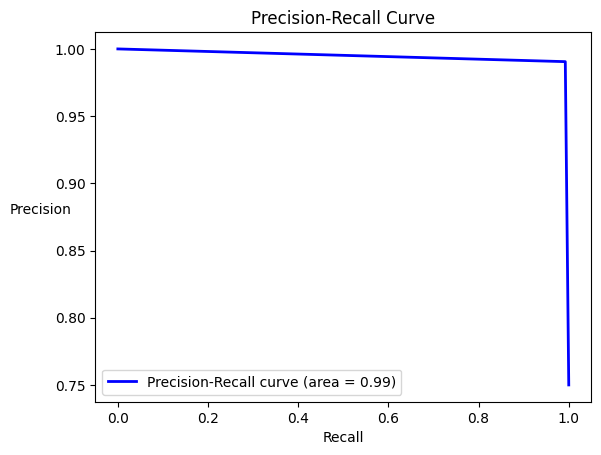 Precision-Recall Curve
1.00
0.95
0.90
Precision
0.85
0.80
0.75
Precision-Recall curve (area = 0.99)
0.0 0.2 0.4 0.6 0.8 1.0
Recall